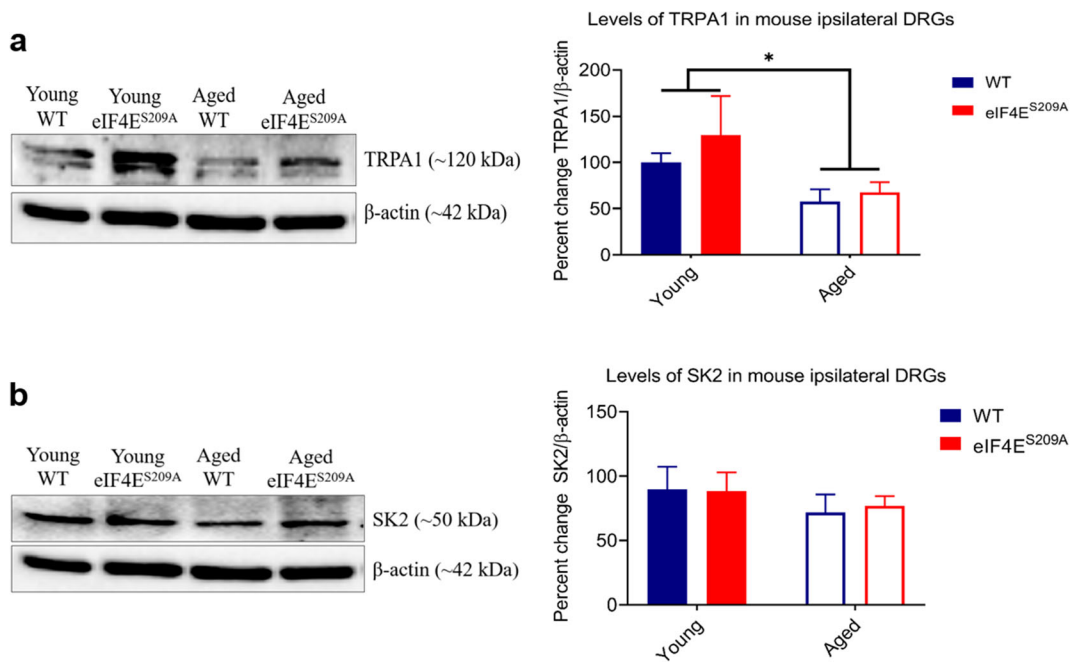 a
Young WT
Young eIF4E^S209A
Aged WT
Aged eIF4E^S209A
TRPA1 (~120 kDa)
β-actin (~42 kDa)
Levels of TRPA1 in mouse ipsilateral DRGs
Percent change TRPA1/β-actin
200
150
100
50
0
*
Young
Aged
WT
eIF4E^S209A
b
Young WT
Young eIF4E^S209A
Aged WT
Aged eIF4E^S209A
SK2 (~50 kDa)
β-actin (~42 kDa)
Levels of SK2 in mouse ipsilateral DRGs
Percent change SK2/β-actin
150
100
50
0
Young
Aged
WT
eIF4E^S209A